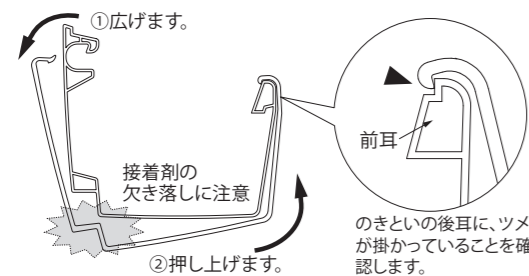 ①広げます。
接着剤の
欠き落しに注意
②押し上げます。
前耳
のきといの後耳に、ツメ
が掛かっていることを確
認します。